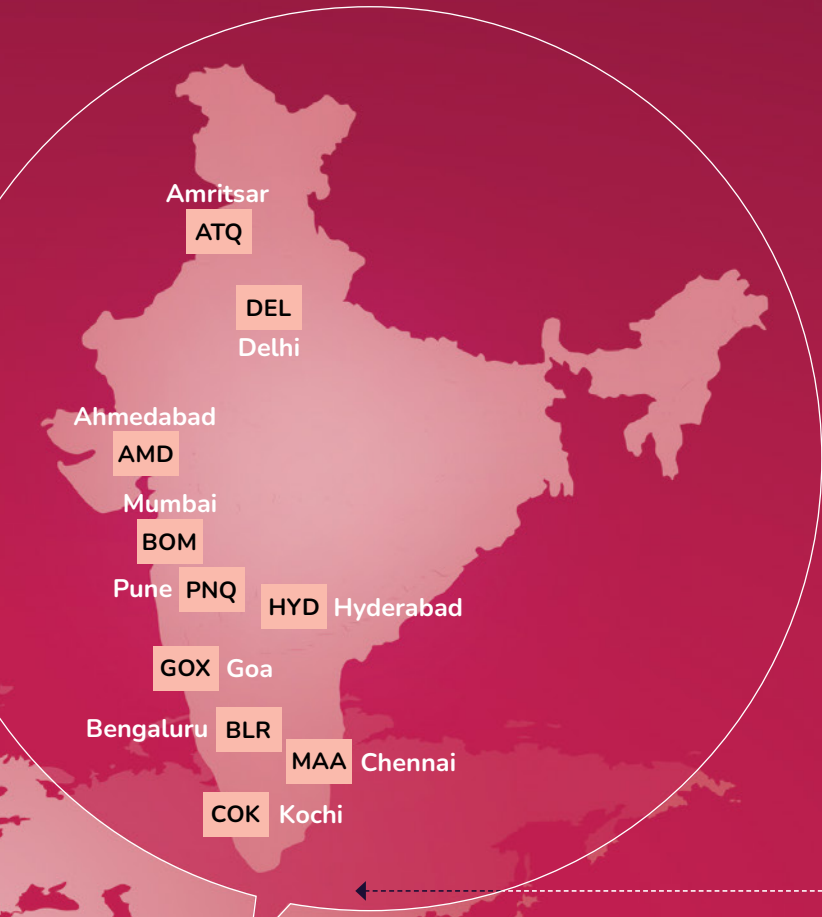 Amritsar
ATQ
DEL
Delhi
Ahmedabad
AMD
Mumbai
BOM
Pune PNQ
HYD Hyderabad
GOX Goa
Bengaluru BLR
MAA Chennai
COK Kochi